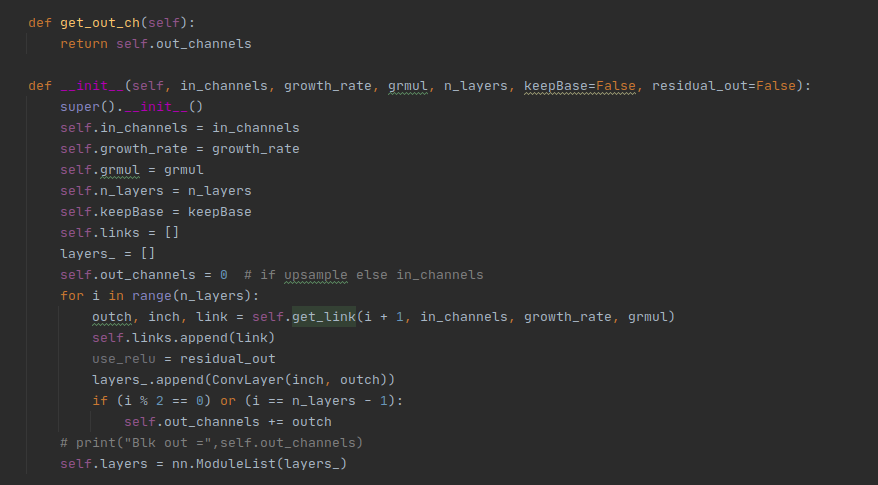 def get_out_ch(self):
    return self.out_channels

def __init__(self, in_channels, growth_rate, grmul, n_layers, keepBase=False, residual_out=False):
    super().__init__()
    self.in_channels = in_channels
    self.growth_rate = growth_rate
    self.grmul = grmul
    self.n_layers = n_layers
    self.keepBase = keepBase
    self.links = []
    layers_ = []
    self.out_channels = 0  # if upsample else in_channels
    for i in range(n_layers):
        outch, inch, link = self.get_link(i + 1, in_channels, growth_rate, grmul)
        self.links.append(link)
        use_relu = residual_out
        layers_.append(ConvLayer(inch, outch))
        if (i % 2 == 0) or (i == n_layers - 1):
            self.out_channels += outch
    # print("Blk out =",self.out_channels)
    self.layers = nn.ModuleList(layers_)